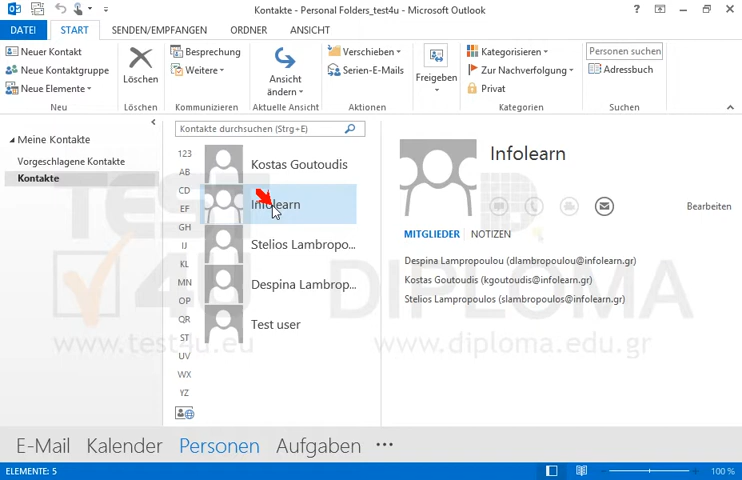 Kontakte - Personal Folders_test4u - Microsoft Outlook
DATEI
START
SENDEN/EMPFANGEN
ORDNER
ANSICHT
Neuer Kontakt
Neue Kontaktgruppe
Neue Elemente
Neu
Löschen
Löschen
Besprechung
Weitere
Kommunizieren
Ansicht
ändern
Aktuelle Ansicht
Verschieben
Serien-E-Mails
Aktionen
Freigeben
Kategorisieren
Zur Nachverfolgung
Privat
Kategorien
Personen suchen
Adressbuch
Suchen
Meine Kontakte
Vorgeschlagene Kontakte
Kontakte
Kontakte durchsuchen (Strg+E)
123
AB
CD
EF
GH
IJ
KL
MN
OP
QR
ST
UV
WX
YZ
Kostas Goutoudis
Infolearn
Stelios Lambropo...
Despina Lambrop...
Test user
Infolearn
Bearbeiten
MITGLIEDER
NOTIZEN
Despina Lampropoulou (dlambropoulou@infolearn.gr)
Kostas Goutoudis (kgoutoudis@infolearn.gr)
Stelios Lampropoulos (slambropoulos@infolearn.gr)
TEST
4U
DIPLOMA
www.test4u.eu
www.diploma.edu.gr
E-Mail
Kalender
Personen
Aufgaben
ELEMENTE: 5
100 %